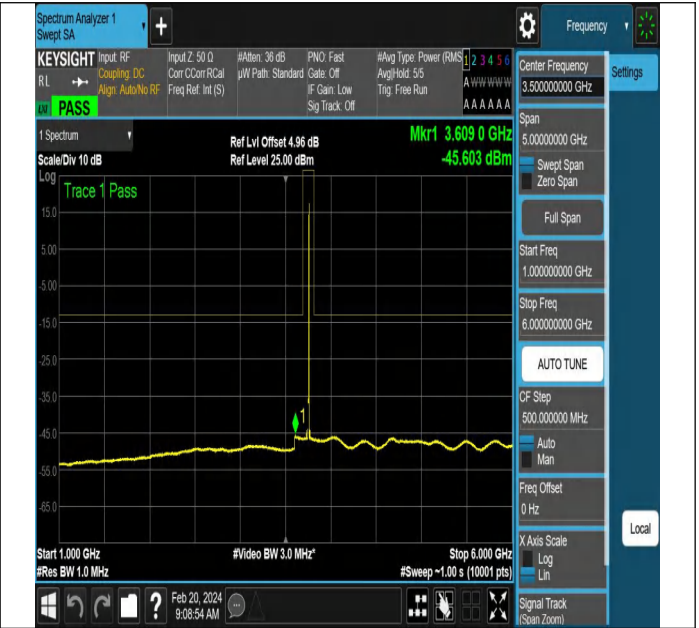 Spectrum Analyzer 1
Swept SA
+
Frequency
KEYSIGHT
RL
LNI PASS
Input: RF
Coupling: DC
Align: Auto/No RF
Input Z: 50 Ω
Corr CCorr RCal
Freq Ref: Int (S)
#Atten: 36 dB
µW Path: Standard
PNO: Fast
Gate: Off
IF Gain: Low
Sig Track: Off
#Avg Type: Power (RMS
Avg|Hold: 5/5
Trig: Free Run
1 2 3 4 5 6
A W W W W W
A A A A A A
1 Spectrum
Scale/Div 10 dB
Ref Lvl Offset 4.96 dB
Ref Level 25.00 dBm
Mkr1 3.609 0 GHz
-45.603 dBm
Log
Trace 1 Pass
15.0
5.00
-5.00
-15.0
-25.0
-35.0
-45.0
-55.0
-65.0
1
Start 1.000 GHz
#Res BW 1.0 MHz
#Video BW 3.0 MHz*
Stop 6.000 GHz
#Sweep ~1.00 s (10001 pts)
?
Feb 20, 2024
9:08:54 AM
Center Frequency
3.500000000 GHz
Settings
Span
5.00000000 GHz
Swept Span
Zero Span
Full Span
Start Freq
1.000000000 GHz
Stop Freq
6.000000000 GHz
AUTO TUNE
CF Step
500.000000 MHz
Auto
Man
Freq Offset
0 Hz
X Axis Scale
Log
Lin
Signal Track
(Span Zoom)
Local